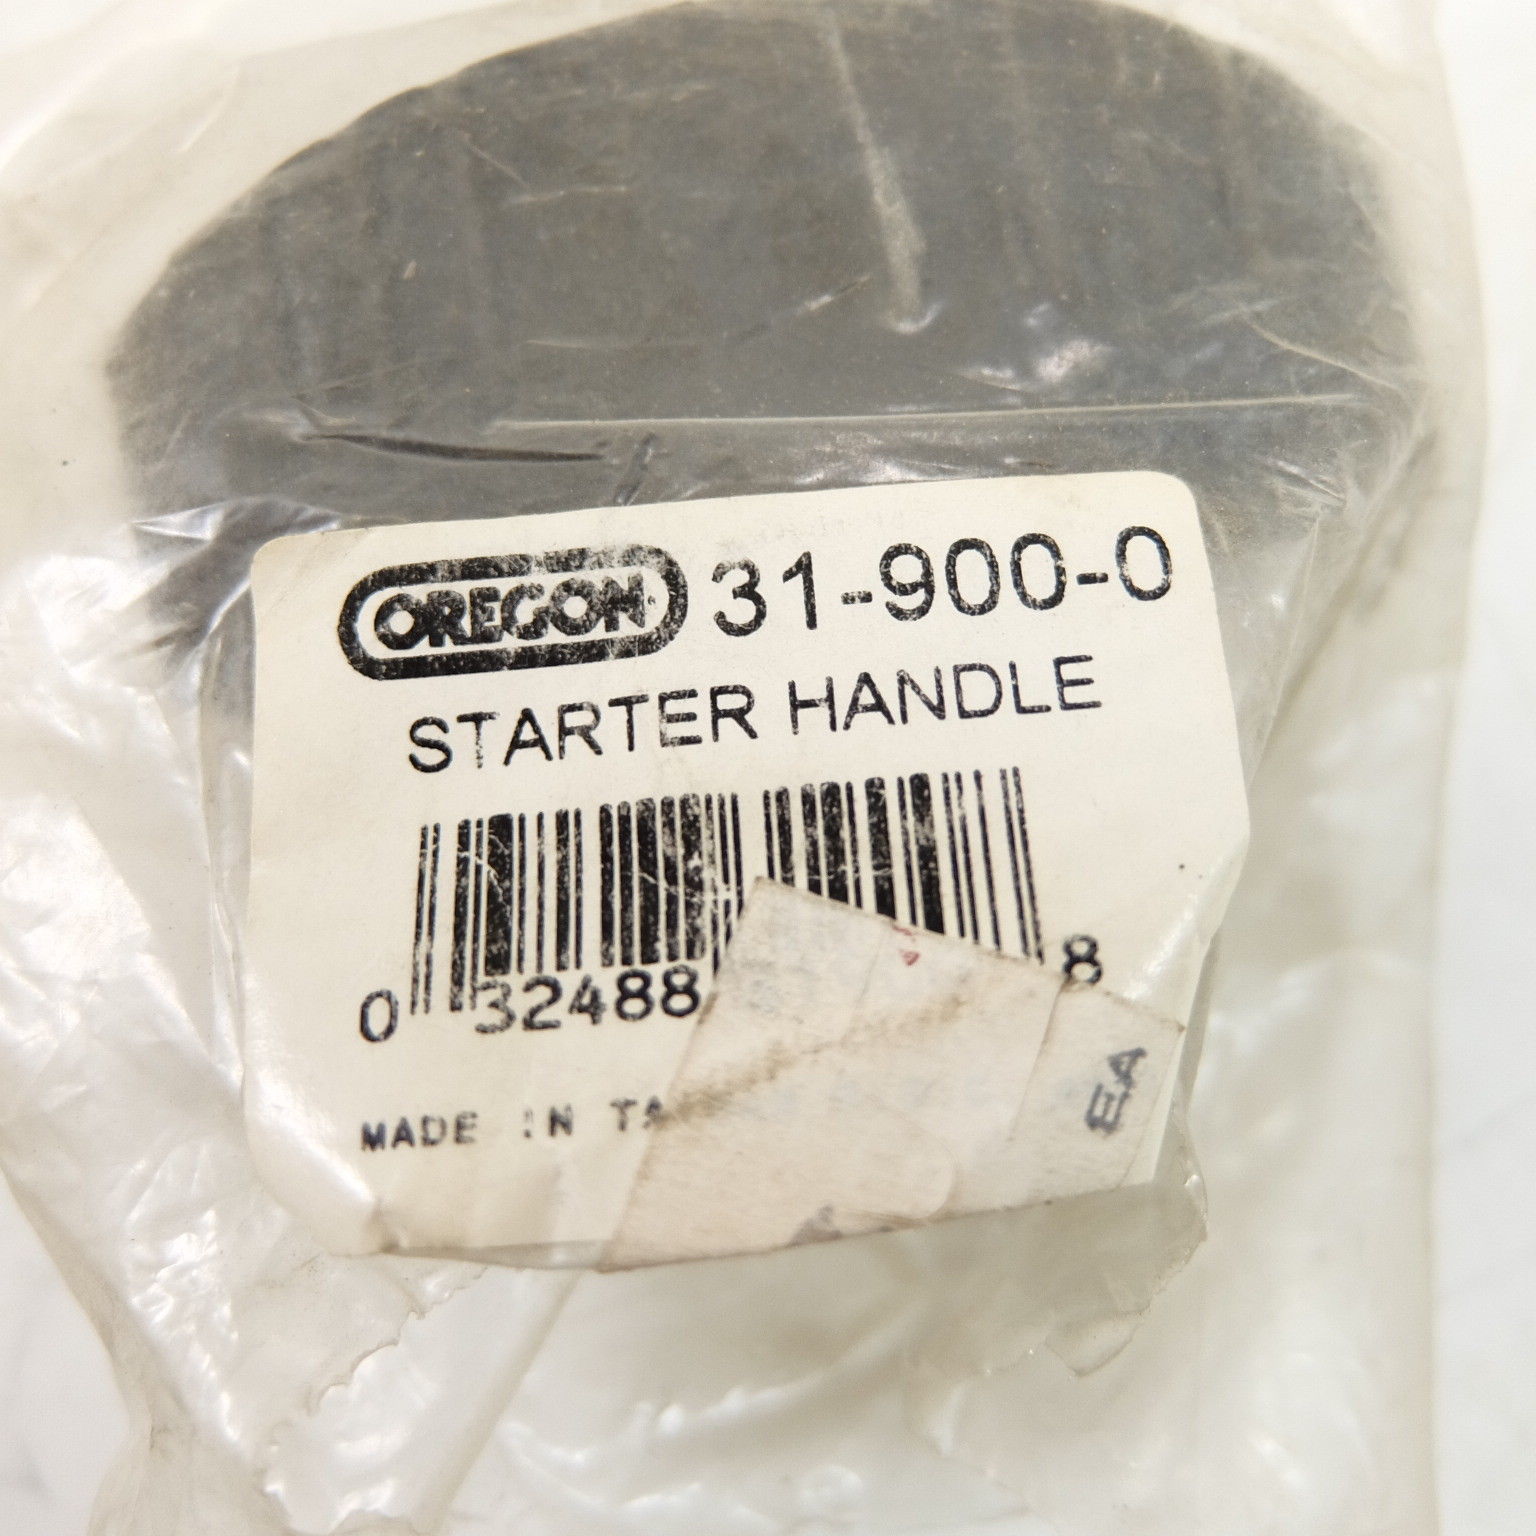 OREGON 31-900-0
STARTER HANDLE
0 32488 8
MADE IN TA
EA